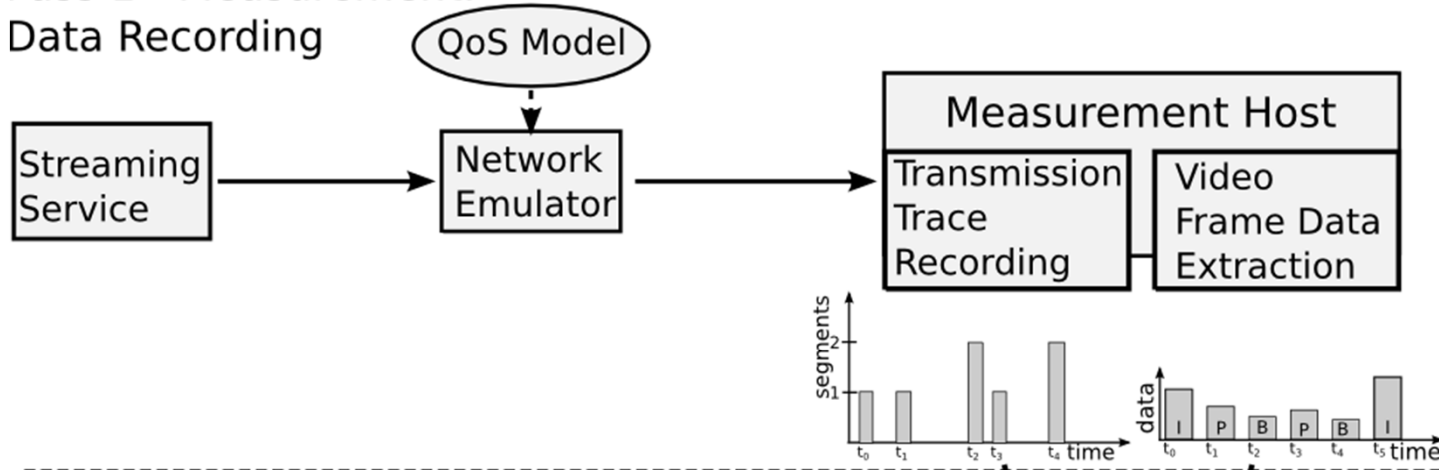 Data Recording
QoS Model
Streaming
Service
Network
Emulator
Measurement Host
Transmission
Trace
Recording
Video
Frame Data
Extraction
segments
2
1
t₀ t₁ t₂ t₃ t₄ time
data
I P B P B I
t₀ t₁ t₂ t₃ t₄ t₅ time